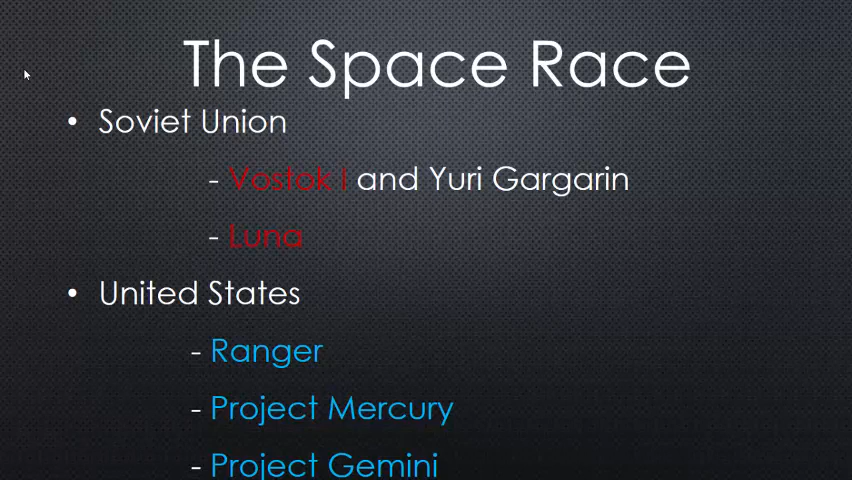 The Space Race
• Soviet Union
- Vostok I and Yuri Gargarin
- Luna
• United States
- Ranger
- Project Mercury
- Project Gemini